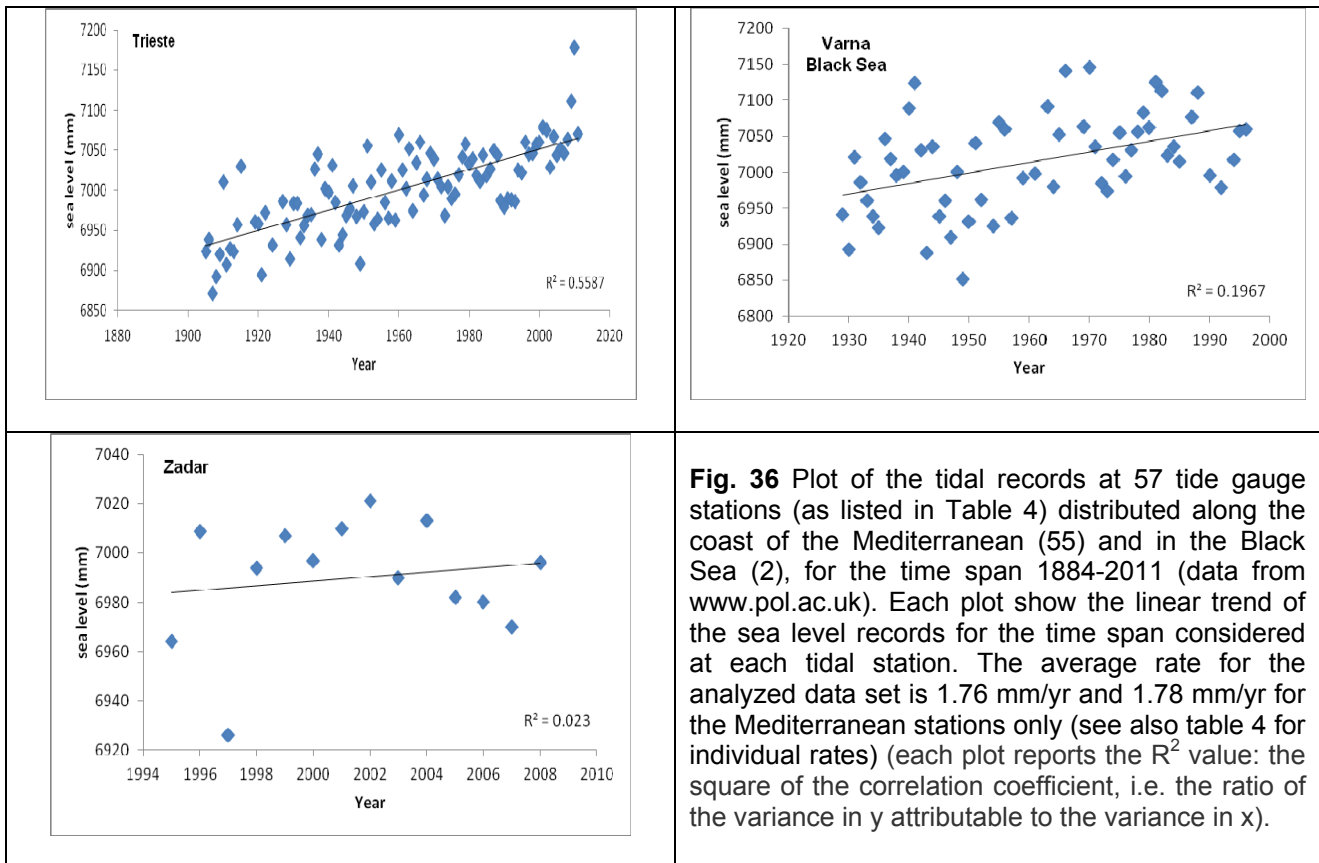 Trieste
7200
7150
7100
7050
7000
6950
6900
6850
sea level (mm)
1880 1900 1920 1940 1960 1980 2000 2020
Year
R² = 0.5587
Varna
Black Sea
7200
7150
7100
7050
7000
6950
6900
6850
6800
sea level (mm)
1920 1930 1940 1950 1960 1970 1980 1990 2000
Year
R² = 0.1967
Zadar
7040
7020
7000
6980
6960
6940
6920
sea level (mm)
1994 1996 1998 2000 2002 2004 2006 2008 2010
Year
R² = 0.023
Fig. 36 Plot of the tidal records at 57 tide gauge
stations (as listed in Table 4) distributed along the
coast of the Mediterranean (55) and in the Black
Sea (2), for the time span 1884-2011 (data from
www.pol.ac.uk). Each plot show the linear trend of
the sea level records for the time span considered
at each tidal station. The average rate for the
analyzed data set is 1.76 mm/yr and 1.78 mm/yr for
the Mediterranean stations only (see also table 4 for
individual rates) (each plot reports the R² value: the
square of the correlation coefficient, i.e. the ratio of
the variance in y attributable to the variance in x).